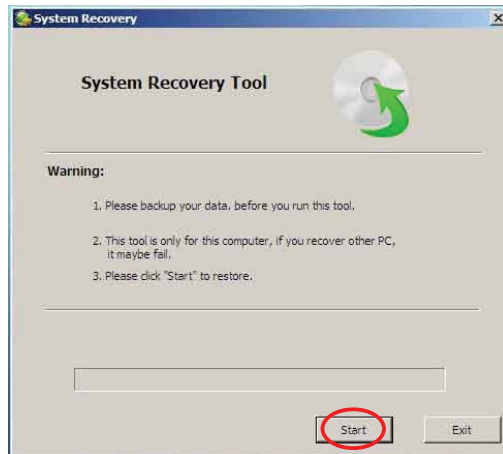 System Recovery
System Recovery Tool
Warning:
1. Please backup your data. before you run this tool.
2. This tool is only for this computer, if you recover other PC,
it maybe fail.
3. Please click "Start" to restore.
Start
Exit